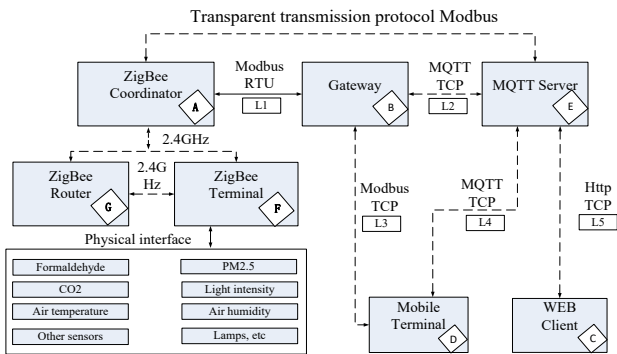 Transparent transmission protocol Modbus
ZigBee
Coordinator
A
Modbus
RTU
L1
Gateway
B
MQTT
TCP
L2
MQTT Server
E
2.4GHz
ZigBee
Router
G
2.4G
Hz
ZigBee
Terminal
F
Modbus
TCP
L3
MQTT
TCP
L4
Http
TCP
L5
Physical interface
Formaldehyde
PM2.5
CO2
Light intensity
Air temperature
Air humidity
Other sensors
Lamps, etc
Mobile
Terminal
D
WEB
Client
C